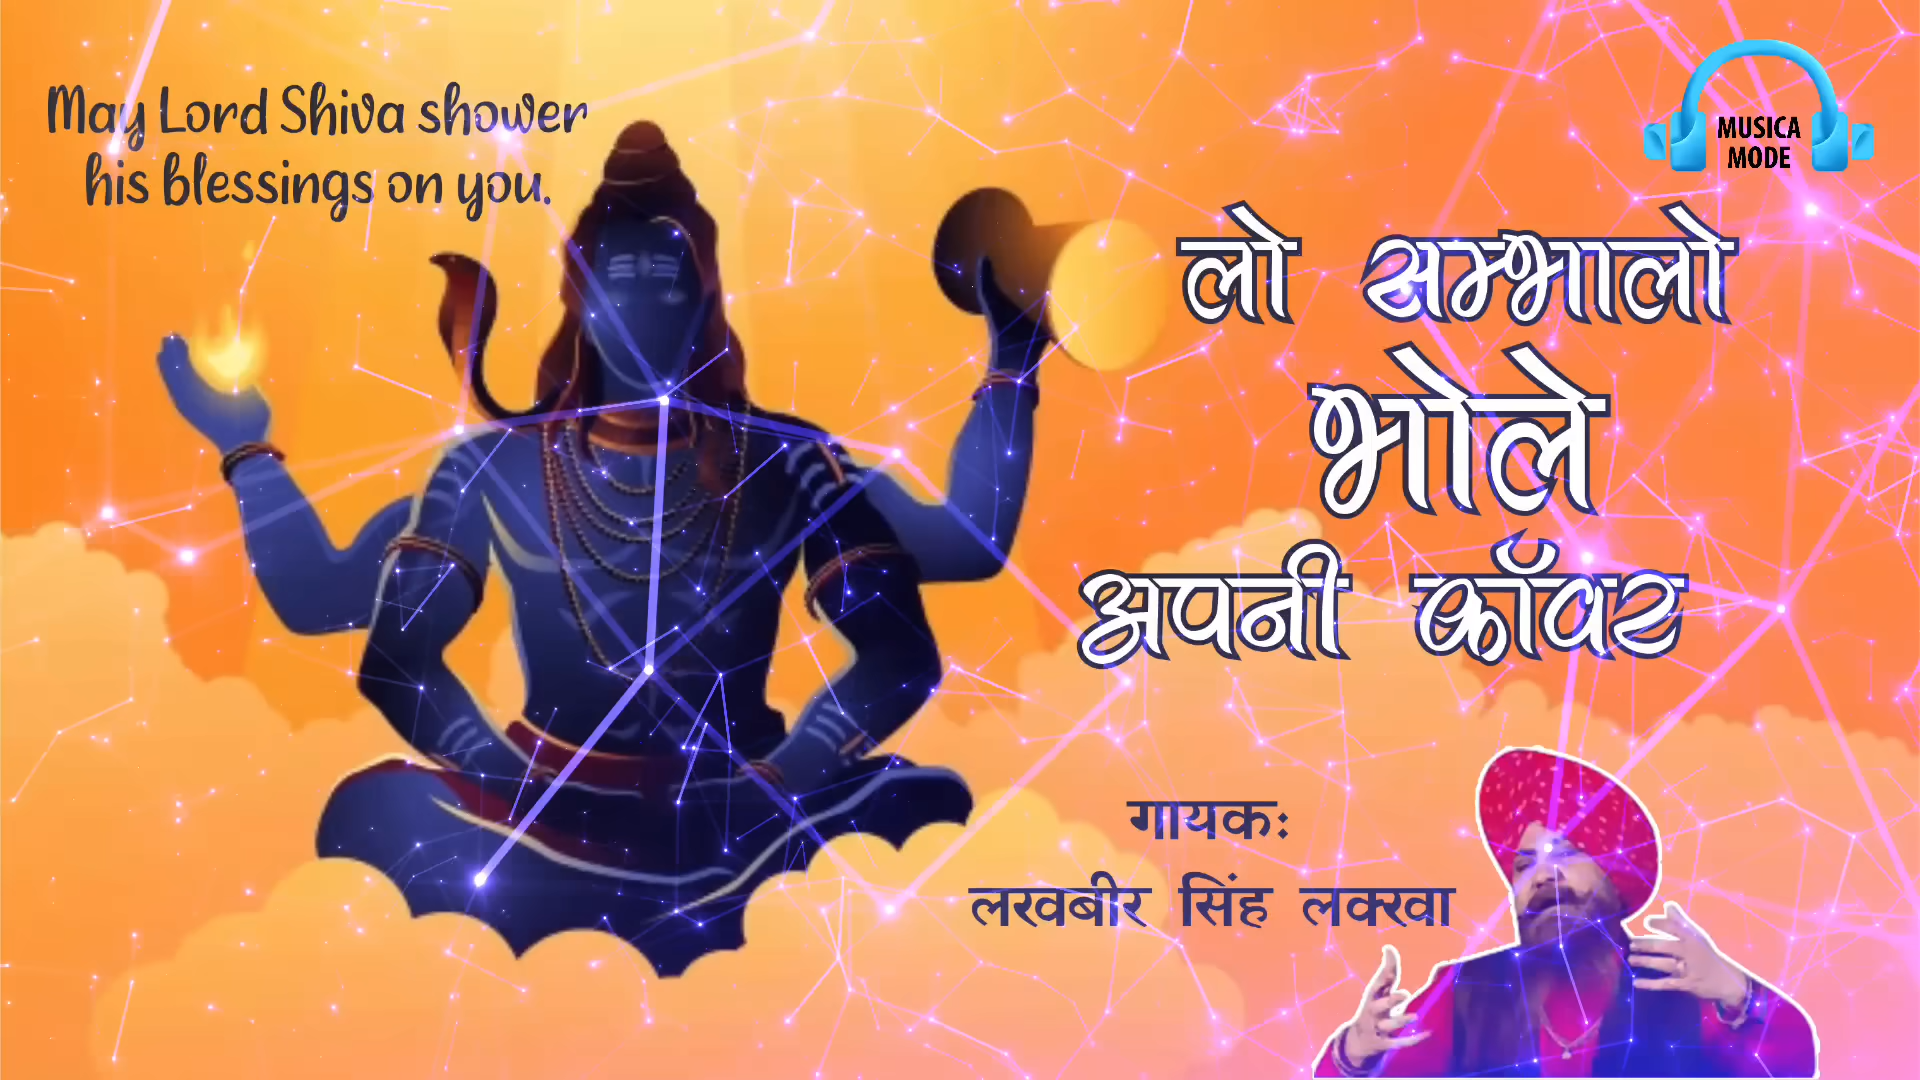 May Lord Shiva shower
his blessings on you.
MUSICA
MODE
लो सम्भालो
भोले
अपनी कॉवर
गायकः
लखबीर सिंह लक्खा